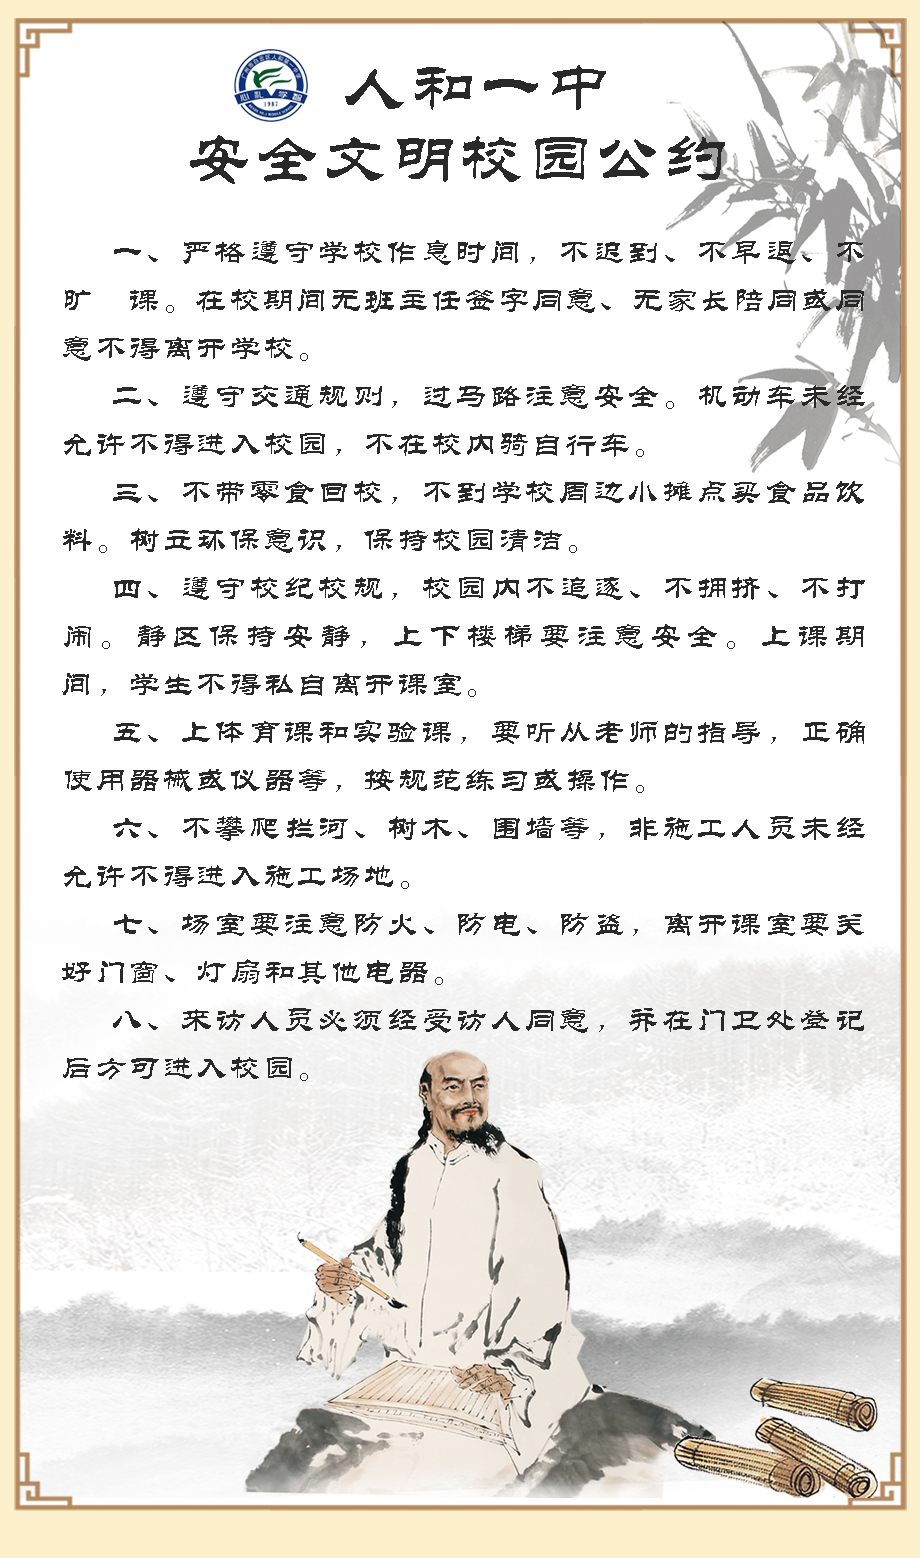 人和一中
安全文明校园公约
心 礼 学 智
1987
一、严格遵守学校作息时间，不迟到、不早退、不
旷 课。在校期间无班主任签字同意、无家长陪同或同
意不得离开学校。
二、遵守交通规则，过马路注意安全。机动车未经
允许不得进入校园，不在校内骑自行车。
三、不带零食回校，不到学校周边小摊点买食品饮
料。树立环保意识，保持校园清洁。
四、遵守校纪校规，校园内不追逐、不拥挤、不打
闹。静区保持安静，上下楼梯要注意安全。上课期
间，学生不得私自离开课室。
五、上体育课和实验课，要听从老师的指导，正确
使用器械或仪器等，按规范练习或操作。
六、不攀爬拦河、树木、围墙等，非施工人员未经
允许不得进入施工场地。
七、场室要注意防火、防电、防盗，离开课室要关
好门窗、灯扇和其他电器。
八、来访人员必须经受访人同意，并在门卫处登记
后方可进入校园。